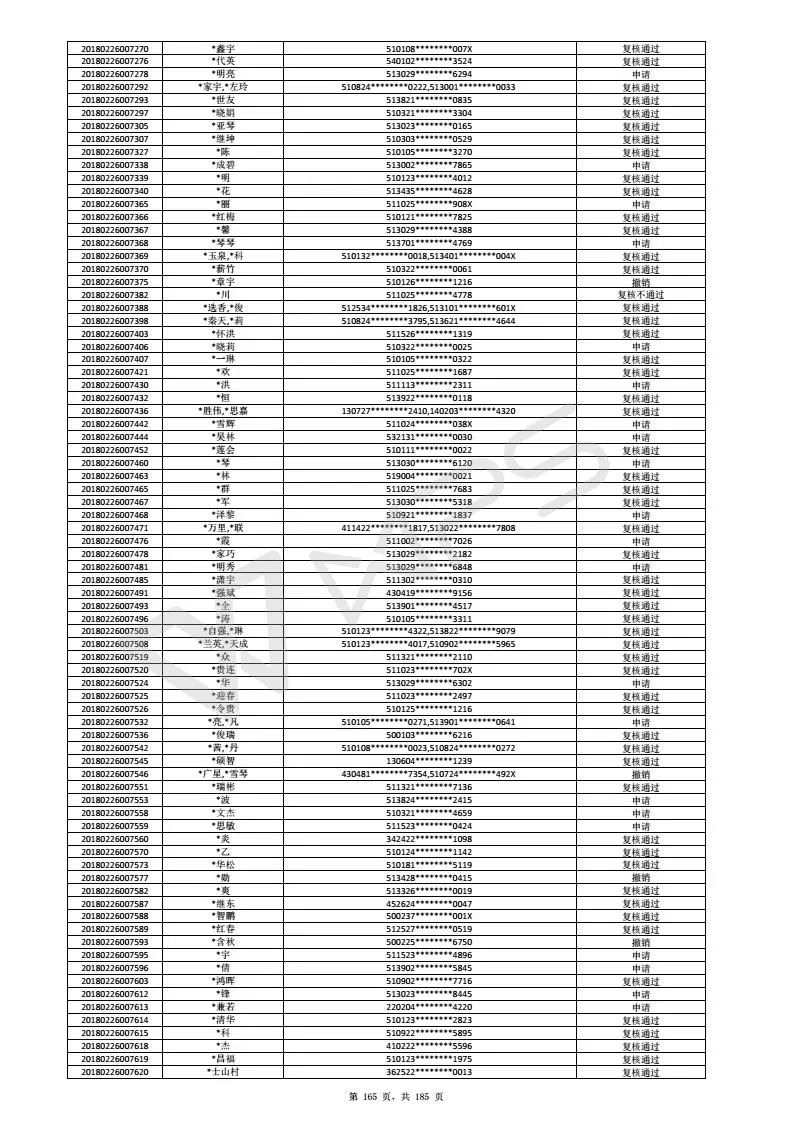 20180226007270 *鑫宇 510108********007X 复核通过
20180226007276 *代英 540102********3524 复核通过
20180226007278 *明亮 513029********6294 申请
20180226007292 *家宇,*左玲 510824********0222,513001********0033 复核通过
20180226007293 *世友 513821********0835 复核通过
20180226007297 *晓娟 510321********3304 复核通过
20180226007305 *亚琴 513023********0165 复核通过
20180226007307 *继坤 510303********0529 复核通过
20180226007327 *陈 510105********3270 复核通过
20180226007338 *成碧 513002********7865 申请
20180226007339 *明 510123********4012 复核通过
20180226007340 *花 513435********4628 复核通过
20180226007365 *丽 511025********908X 申请
20180226007366 *红梅 510121********7825 复核通过
20180226007367 *馨 513029********4388 复核通过
20180226007368 *琴琴 513701********4769 申请
20180226007369 *玉泉,*科 510132********0018,513401********004X 复核通过
20180226007370 *薪竹 510322********0061 复核通过
20180226007375 *章宇 510126********1216 撤销
20180226007382 *川 511025********4778 复核不通过
20180226007388 *选香,*俊 512534********1826,513101********601X 复核通过
20180226007398 *秦天,*莉 510824********3795,513621********4644 复核通过
20180226007403 *怀洪 511526********1319 复核通过
20180226007406 *晓莉 510322********0025 申请
20180226007407 *一琳 510105********0322 复核通过
20180226007421 *欢 511025********1687 复核通过
20180226007430 *洪 511113********2311 申请
20180226007432 *恒 513922********0118 复核通过
20180226007436 *胜伟,*思嘉 130727********2410,140203********4320 复核通过
20180226007442 *雪辉 511024********038X 申请
20180226007444 *昊林 532131********0030 申请
20180226007452 *莲会 510111********0022 复核通过
20180226007460 *琴 513030********6120 申请
20180226007463 *林 519004********0021 复核通过
20180226007465 *群 511025********7683 复核通过
20180226007467 *军 513030********5318 复核通过
20180226007468 *泽黎 510921********1837 申请
20180226007471 *万里,*联 411422********1817,513022********7808 复核通过
20180226007476 *霞 511002********7026 申请
20180226007478 *家巧 513029********2182 复核通过
20180226007481 *明秀 513029********6848 申请
20180226007485 *潇宇 511302********0310 复核通过
20180226007491 *强斌 430419********9156 复核通过
20180226007493 *全 513901********4517 复核通过
20180226007496 *涛 510105********3311 复核通过
20180226007503 *自强,*琳 510123********4322,513822********9079 复核通过
20180226007508 *兰英,*天成 510123********4017,510902********5965 复核通过
20180226007519 *众 511321********2110 复核通过
20180226007520 *贵连 511023********702X 复核通过
20180226007524 *华 513029********6302 申请
20180226007525 *迎春 511023********2497 复核通过
20180226007526 *令贵 510125********1216 复核通过
20180226007532 *亮,*凡 510105********0271,513901********0641 申请
20180226007536 *俊瑞 500103********6216 复核通过
20180226007542 *茜,*丹 510108********0023,510824********0272 复核通过
20180226007545 *硕智 130604********1239 复核通过
20180226007546 *广星,*雪琴 430481********7354,510724********492X 撤销
20180226007551 *瑞彬 511321********7136 复核通过
20180226007553 *波 513824********2415 申请
20180226007558 *文杰 510321********4659 申请
20180226007559 *思敏 511523********0424 申请
20180226007560 *炎 342422********1098 复核通过
20180226007570 *乙 510124********1142 复核通过
20180226007573 *华松 510181********5119 复核通过
20180226007577 *勋 513428********0415 撤销
20180226007582 *爽 513326********0019 复核通过
20180226007587 *继东 452624********0047 复核通过
20180226007588 *智鹏 500237********001X 复核通过
20180226007589 *红春 512527********0519 复核通过
20180226007593 *含秋 500225********6750 撤销
20180226007595 *宇 511523********4896 申请
20180226007596 *倩 513902********5845 申请
20180226007603 *鸿晖 510902********7716 复核通过
20180226007612 *锋 513023********8445 申请
20180226007613 *兼若 220204********4220 申请
20180226007614 *清华 510123********2823 复核通过
20180226007615 *科 510922********5895 复核通过
20180226007618 *杰 410222********5596 复核通过
20180226007619 *昌福 510123********1975 复核通过
20180226007620 *士山村 362522********0013 复核通过
第 165 页，共 185 页